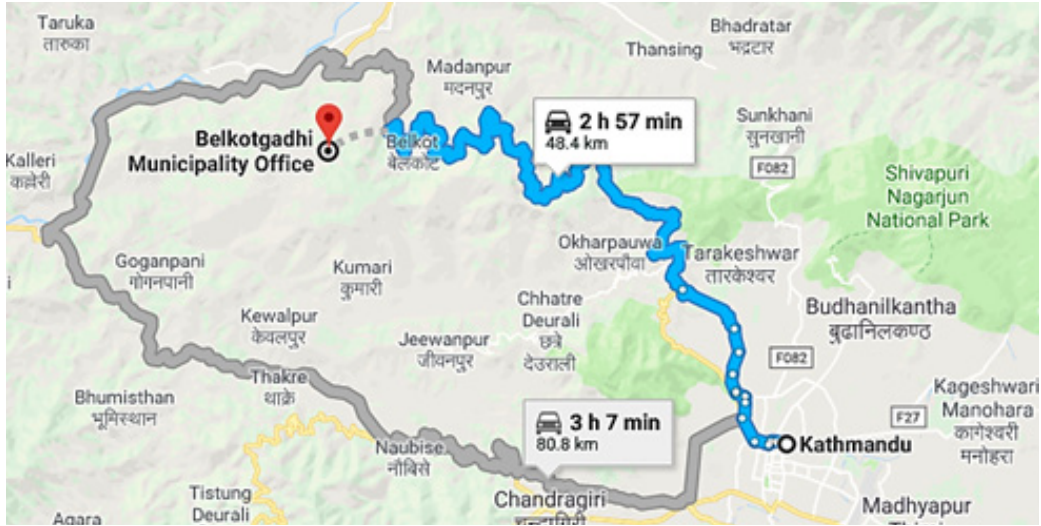 Taruka
तारुका
Bhadratar
भद्रटार
Thansing
Madanpur
मदनपुर
2 h 57 min
48.4 km
Sunkhani
सुनखानी
Belkotgadhi
Municipality Office
Belkot
बेलकोट
F082
Kalleri
कल्लेरी
Shivapuri
Nagarjun
National Park
Okharpauwa
ओखरपौवा
Tarakeshwar
तारकेश्वर
Goganpani
गोगनपानी
Kumari
कुमारी
Chhatre
Deurali
छत्रे
देउराली
Budhanilkantha
बुढानिलकण्ठ
Kewalpur
केवलपुर
Jeewanpur
जीवनपुर
F082
Thakre
थाक्रे
Bhumisthan
भूमिस्थान
Kageshwari
Manohara
कागेश्वरी
मनोहरा
3 h 7 min
80.8 km
F27
Naubise
नौबिसे
Kathmandu
Tistung
Deurali
Chandragiri
Madhyapur
Agara